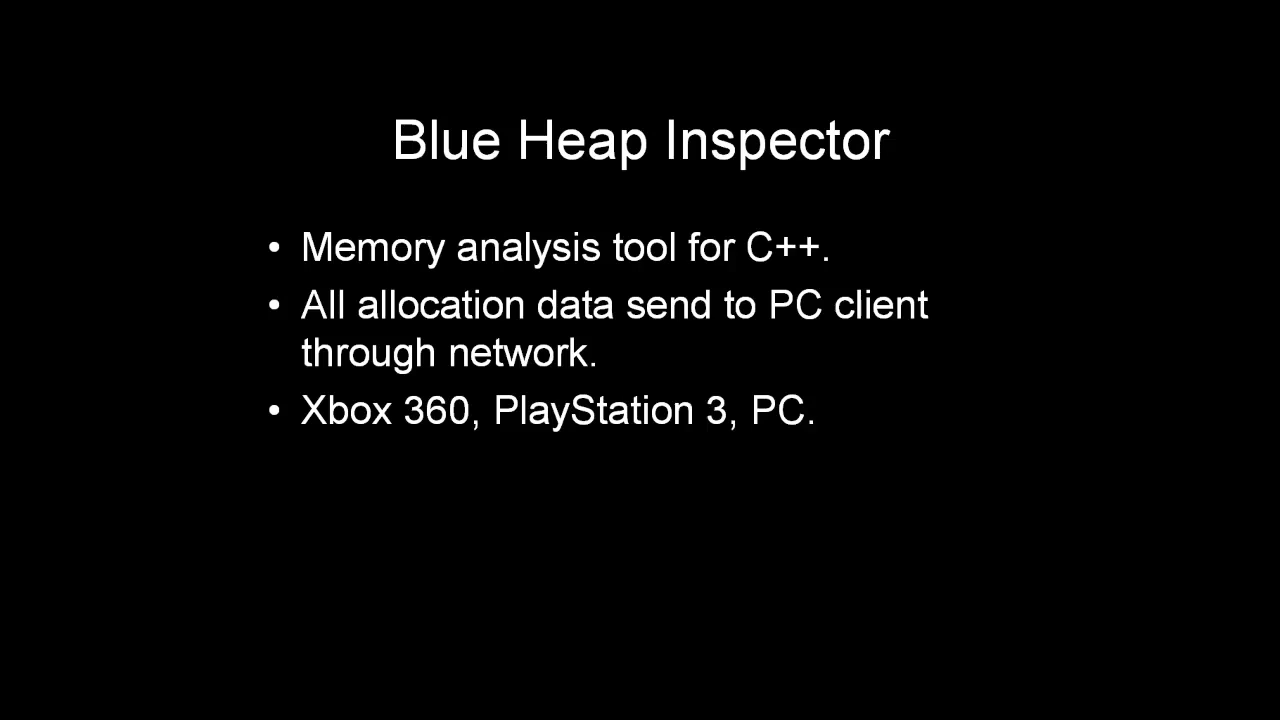 Blue Heap Inspector
• Memory analysis tool for C++.
• All allocation data send to PC client
through network.
• Xbox 360, PlayStation 3, PC.